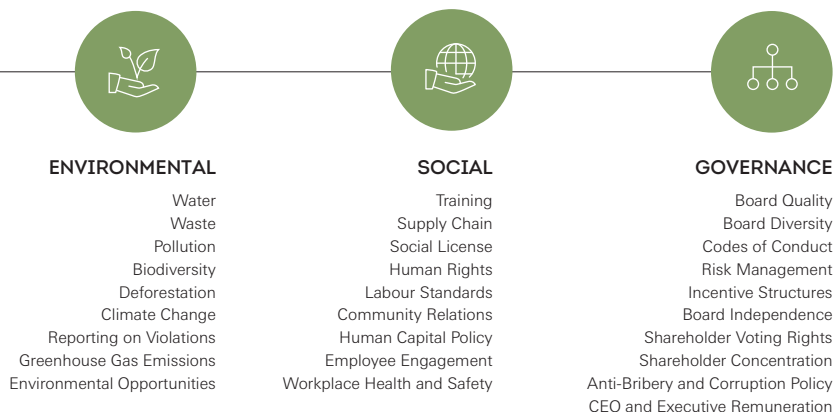 ENVIRONMENTAL
Water
Waste
Pollution
Biodiversity
Deforestation
Climate Change
Reporting on Violations
Greenhouse Gas Emissions
Environmental Opportunities
SOCIAL
Training
Supply Chain
Social License
Human Rights
Labour Standards
Community Relations
Human Capital Policy
Employee Engagement
Workplace Health and Safety
GOVERNANCE
Board Quality
Board Diversity
Codes of Conduct
Risk Management
Incentive Structures
Board Independence
Shareholder Voting Rights
Shareholder Concentration
Anti-Bribery and Corruption Policy
CEO and Executive Remuneration